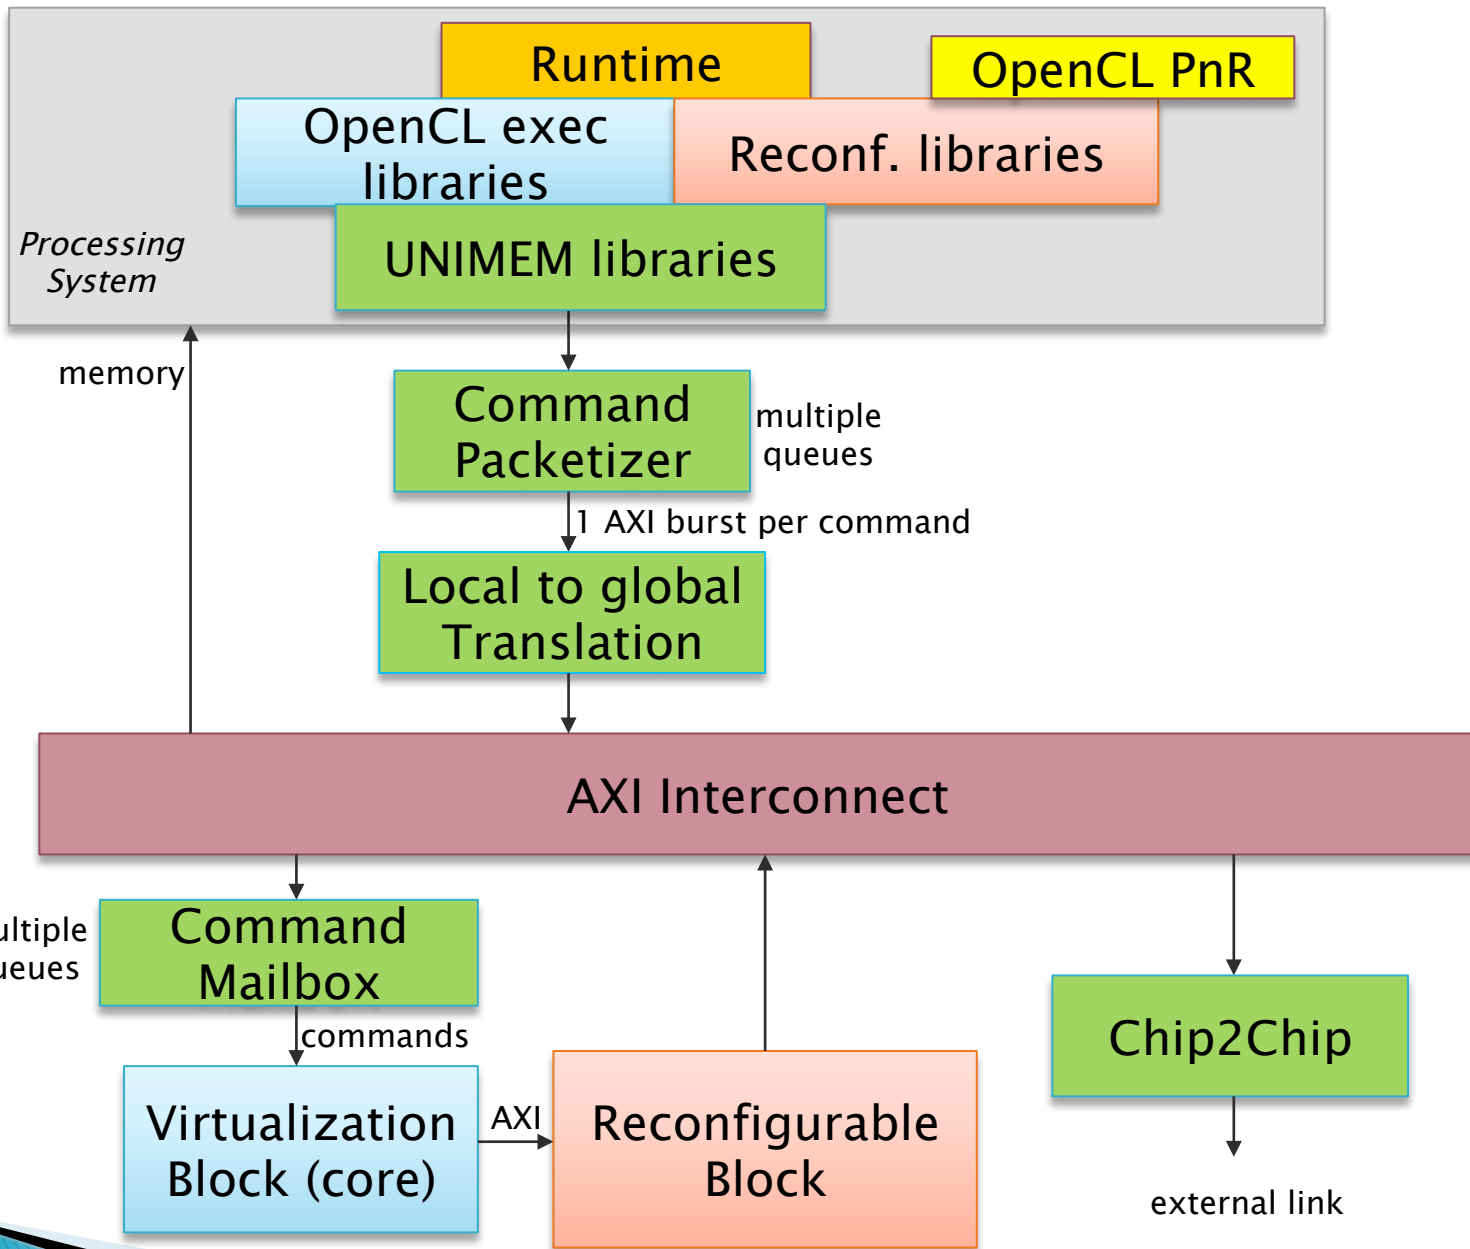 Runtime
OpenCL PnR
OpenCL exec
libraries
Reconf. libraries
Processing
System
UNIMEM libraries
memory
Command
Packetizer
multiple
queues
1 AXI burst per command
Local to global
Translation
AXI Interconnect
ultiple
ueues
Command
Mailbox
commands
Virtualization
Block (core)
AXI
Reconfigurable
Block
Chip2Chip
external link